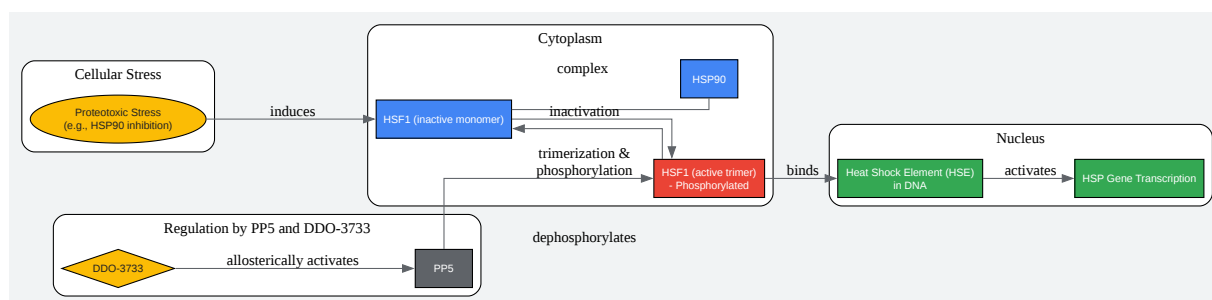 Cellular Stress
Proteotoxic Stress
(e.g., HSP90 inhibition)
induces
Cytoplasm
complex
HSP90
HSF1 (inactive monomer)
inactivation
trimerization &
phosphorylation
HSF1 (active trimer)
- Phosphorylated
binds
Nucleus
Heat Shock Element (HSE)
in DNA
activates
HSP Gene Transcription
Regulation by PP5 and DDO-3733
DDO-3733
allosterically activates
PP5
dephosphorylates